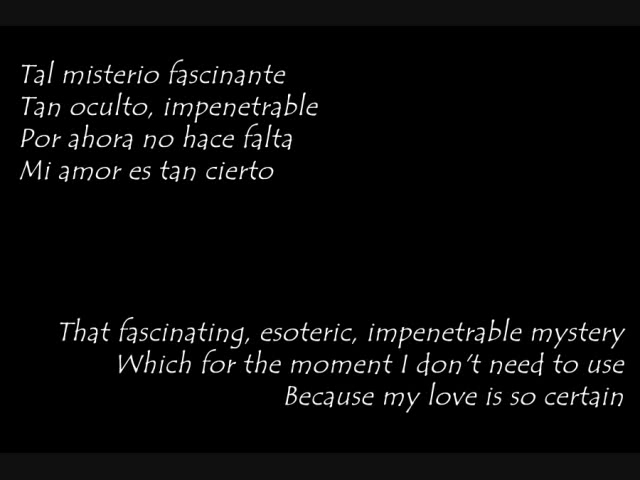 Tal misterio fascinante
Tan oculto, impenetrable
Por ahora no hace falta
Mi amor es tan cierto
That fascinating, esoteric, impenetrable mystery
Which for the moment I don't need to use
Because my love is so certain